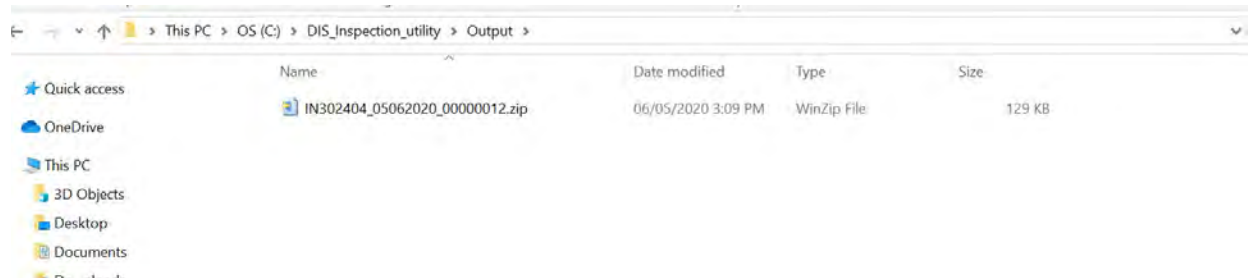 This PC > OS (C:) > DIS_Inspection_utility > Output >
Name Date modified Type Size
Quick access
IN302404_05062020_00000012.zip 06/05/2020 3:09 PM WinZip File 129 KB
OneDrive
This PC
3D Objects
Desktop
Documents